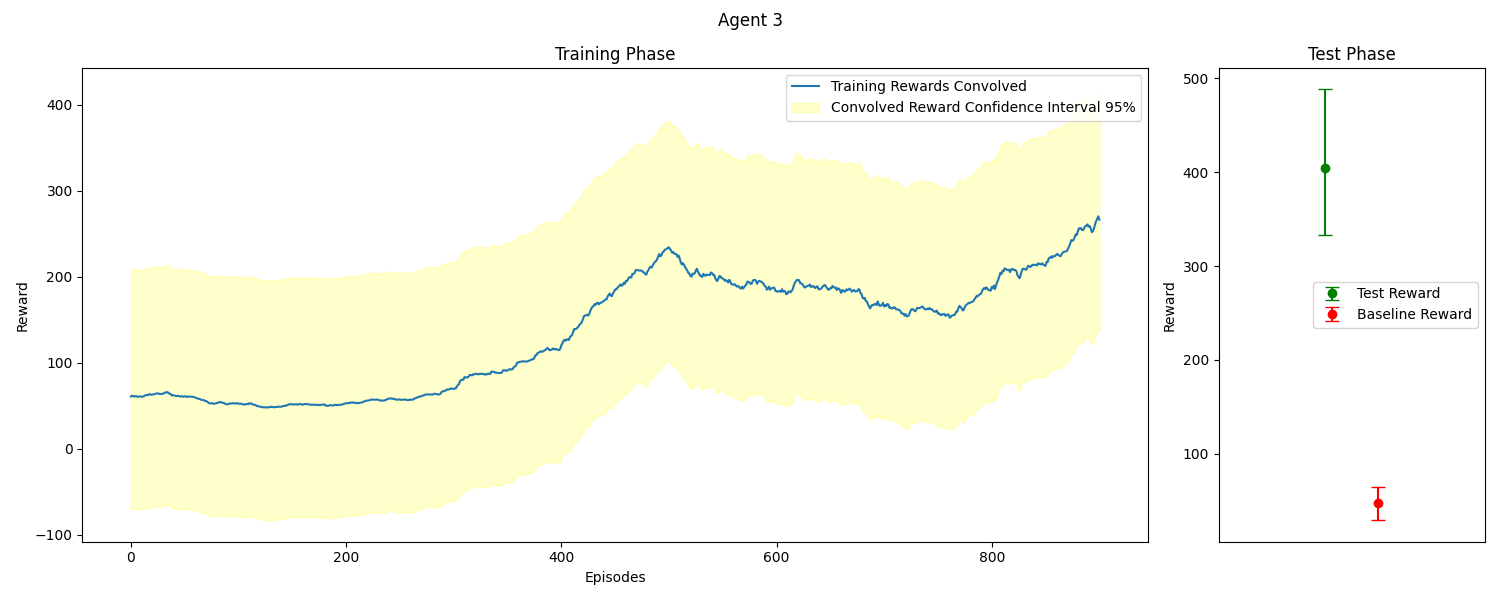 Agent 3
Training Phase
Training Rewards Convolved
Convolved Reward Confidence Interval 95%
400
300
200
100
0
−100
Reward
0 200 400 600 800
Episodes
Test Phase
500
400
300
200
100
Reward
Test Reward
Baseline Reward